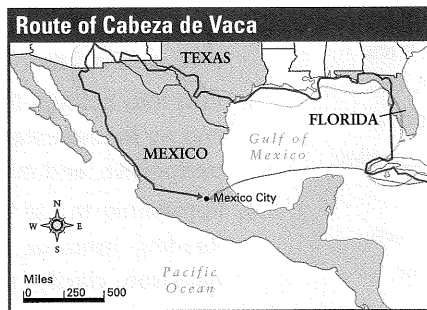 Route of Cabeza de Vaca
TEXAS
FLORIDA
Gulf of
Mexico
MEXICO
Mexico City
N
W E
S
Miles
0 250 500
Pacific
Ocean